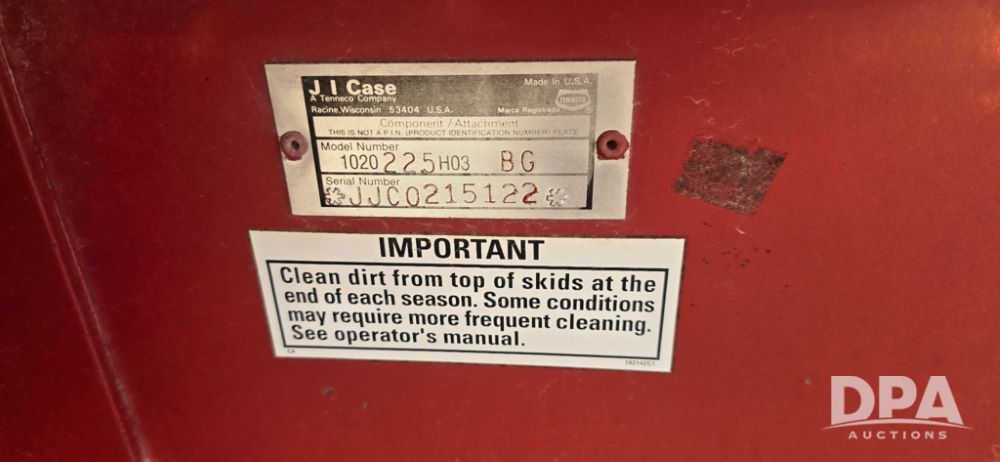 J I Case
A Tenneco Company
Racine, Wisconsin 53404 U.S.A.
Made in U.S.A.
TENNECO
Marca Registrada
Component / Attachment
THIS IS NOT A P.I.N. (PRODUCT IDENTIFICATION NUMBER) PLATE
Model Number
1020 225 H03 BG
Serial Number
*JJC0215122*
IMPORTANT
Clean dirt from top of skids at the
end of each season. Some conditions
may require more frequent cleaning.
See operator's manual.
DPA
AUCTIONS